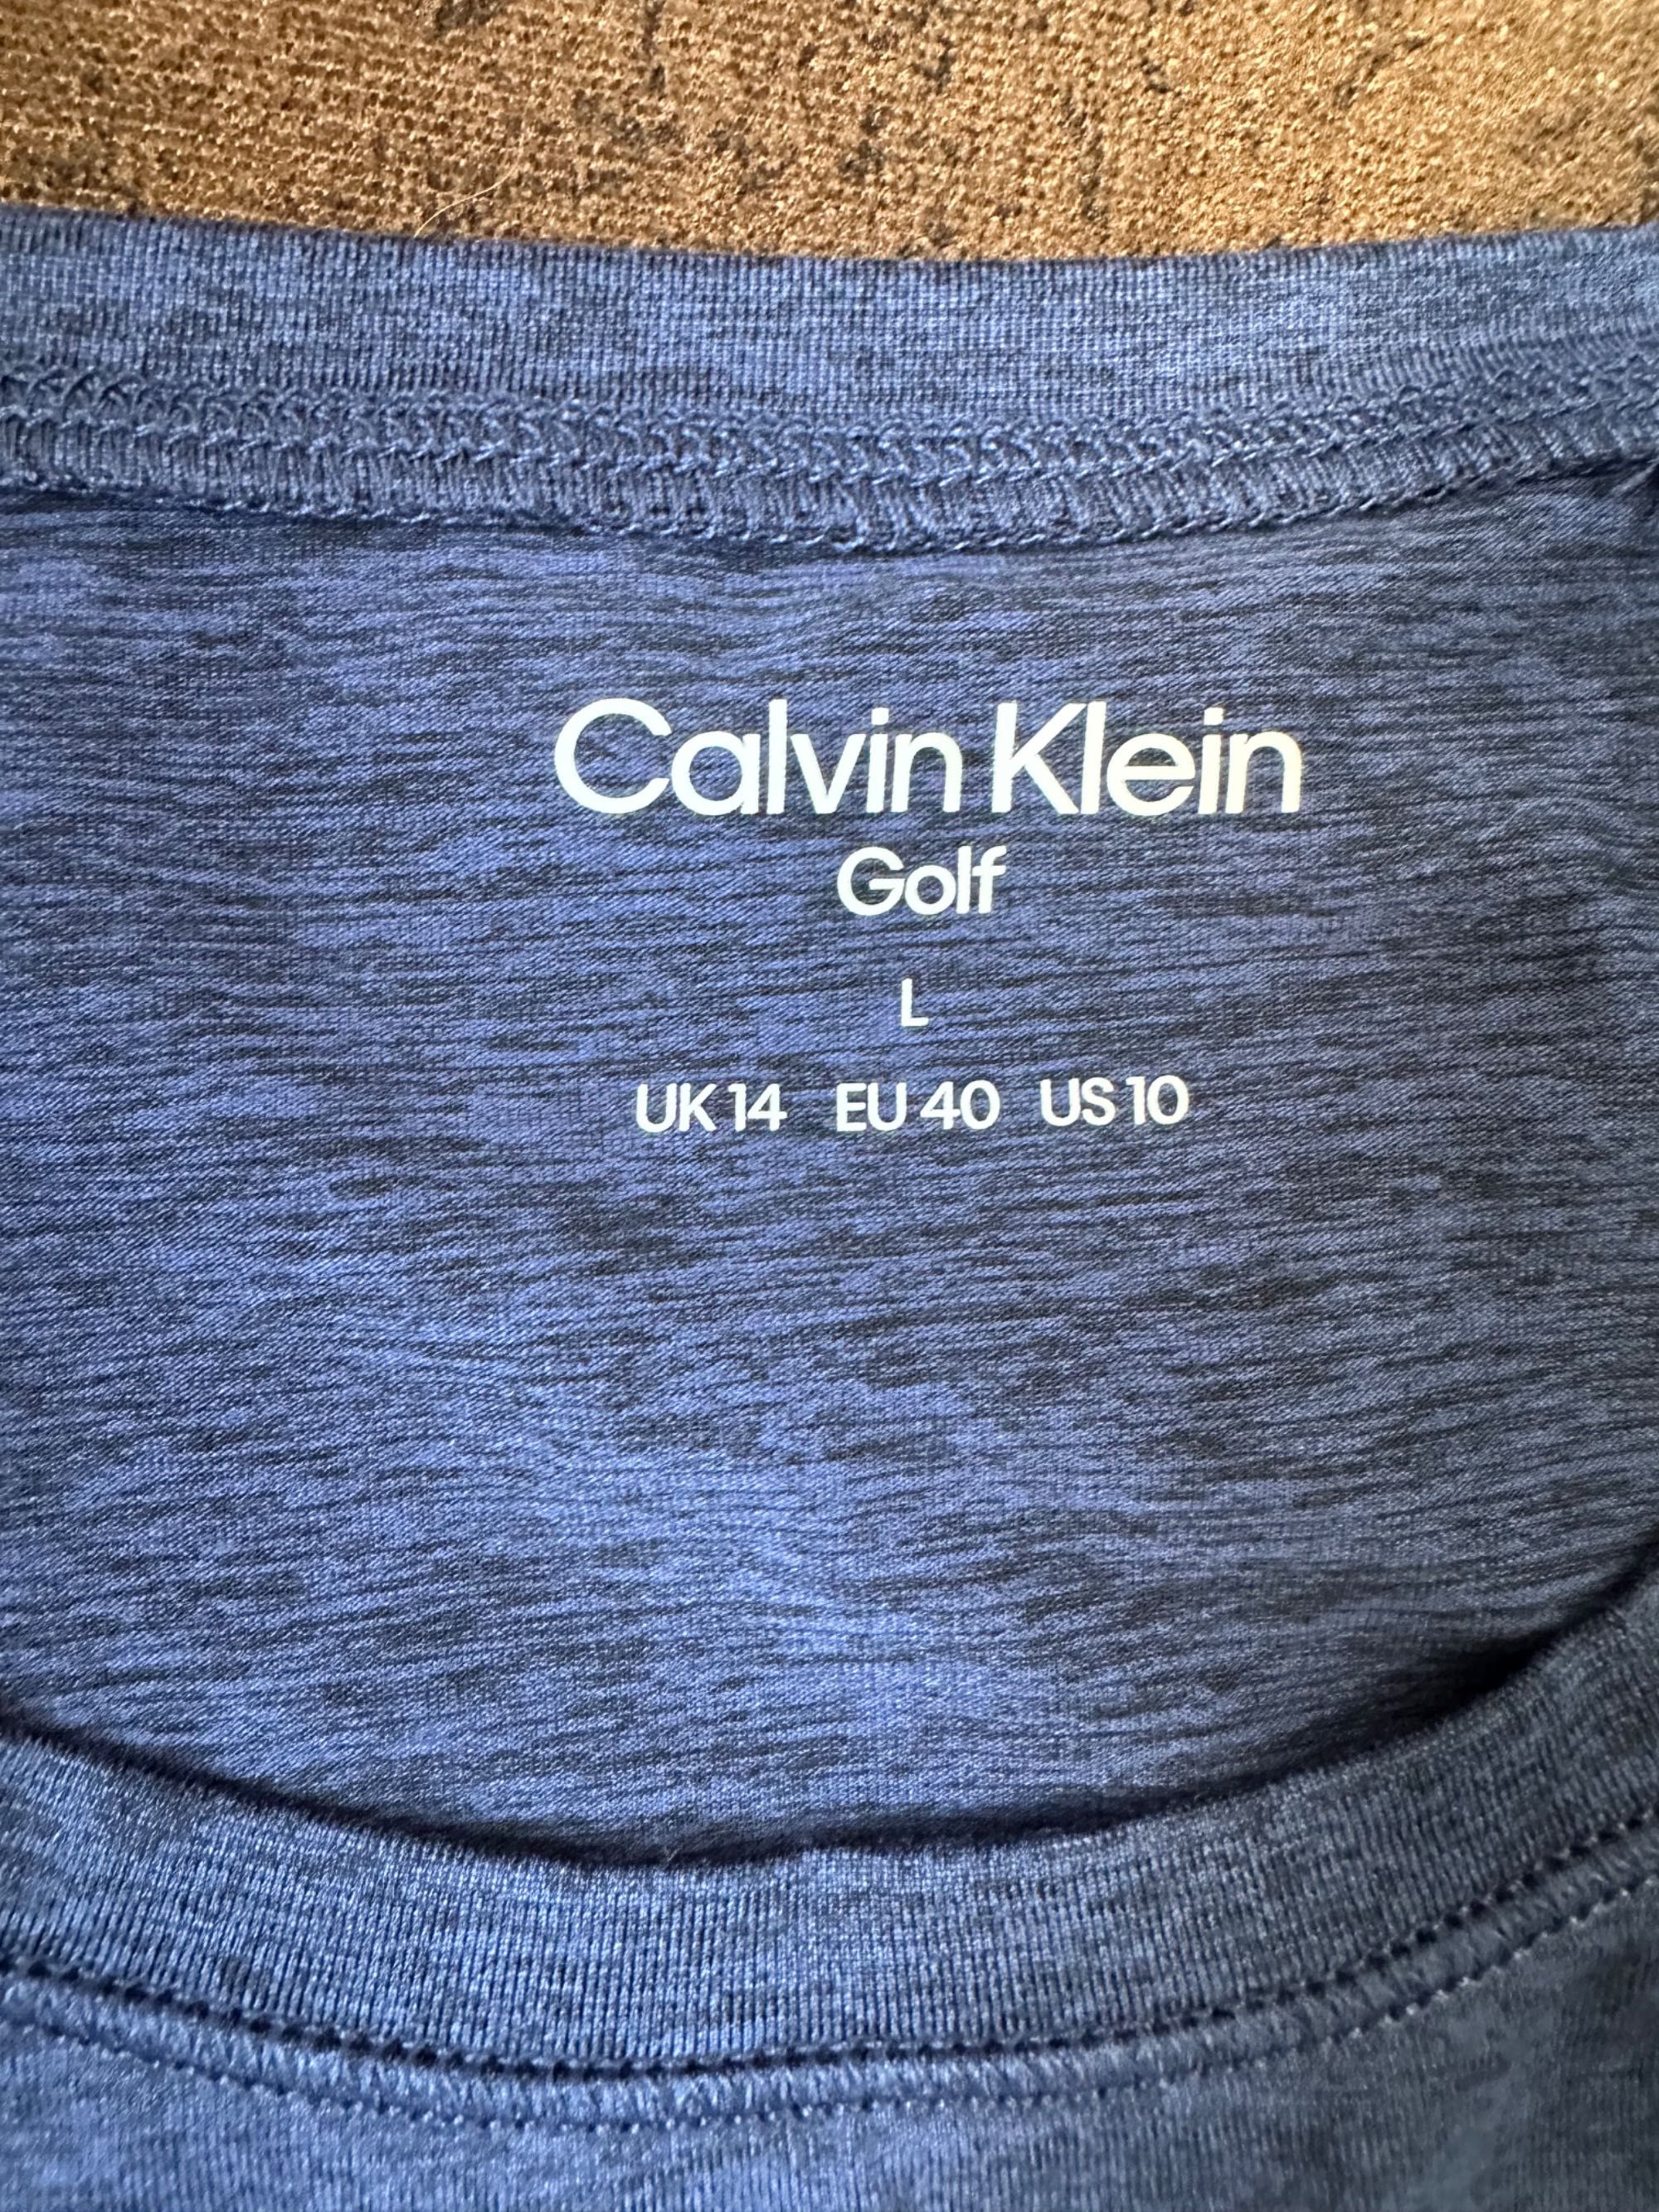 Calvin Klein
Golf
L
UK 14 EU 40 US 10